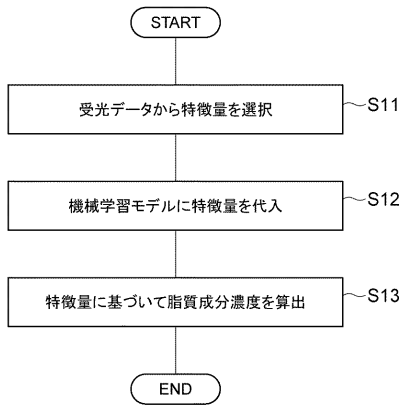 START
受光データから特徴量を選択
S11
機械学習モデルに特徴量を代入
S12
特徴量に基づいて脂質成分濃度を算出
S13
END